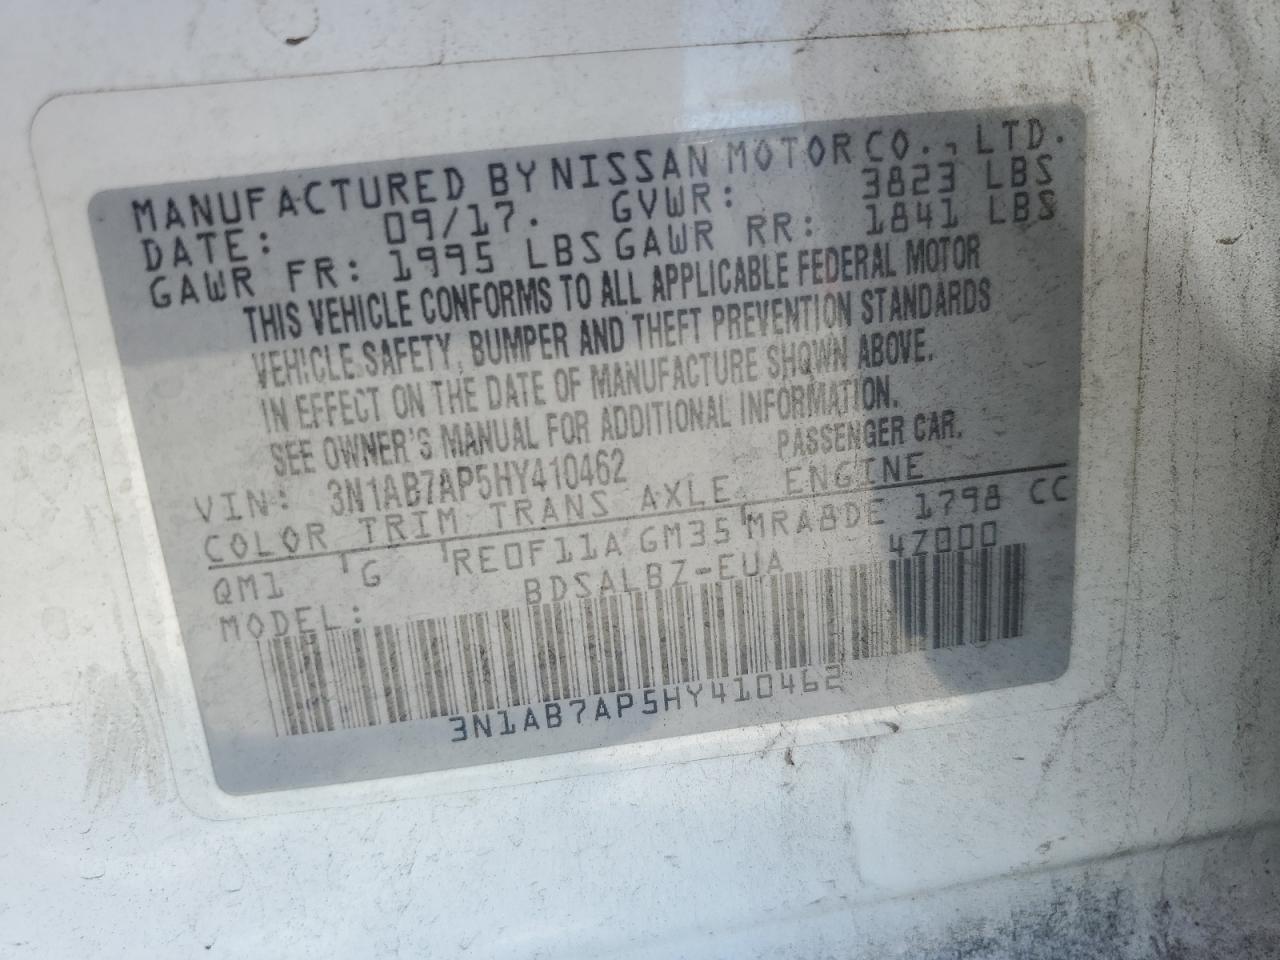 MANUFACTURED BY NISSAN MOTOR CO., LTD.
DATE: 09/17. GVWR: 3823 LBS
GAWR FR: 1995 LBS GAWR RR: 1841 LBS
THIS VEHICLE CONFORMS TO ALL APPLICABLE FEDERAL MOTOR
VEHICLE SAFETY, BUMPER AND THEFT PREVENTION STANDARDS
IN EFFECT ON THE DATE OF MANUFACTURE SHOWN ABOVE.
SEE OWNER'S MANUAL FOR ADDITIONAL INFORMATION.
VIN: 3N1AB7AP5HY410462 PASSENGER CAR.
COLOR TRIM TRANS AXLE ENGINE
QM1 G RE0F11A GM35 MRA8DE 1798 CC
MODEL: BDSALBZ-EUA 4Z000
3N1AB7AP5HY410462